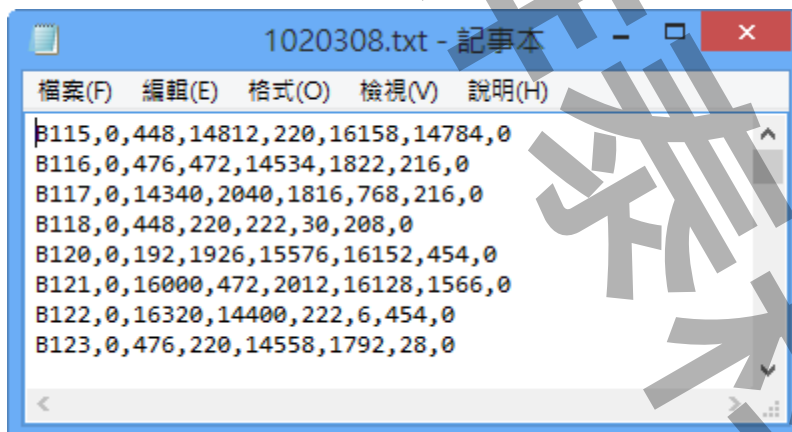 1020308.txt - 記事本
檔案(F) 編輯(E) 格式(O) 檢視(V) 說明(H)
B115,0,448,14812,220,16158,14784,0
B116,0,476,472,14534,1822,216,0
B117,0,14340,2040,1816,768,216,0
B118,0,448,220,222,30,208,0
B120,0,192,1926,15576,16152,454,0
B121,0,16000,472,2012,16128,1566,0
B122,0,16320,14400,222,6,454,0
B123,0,476,220,14558,1792,28,0